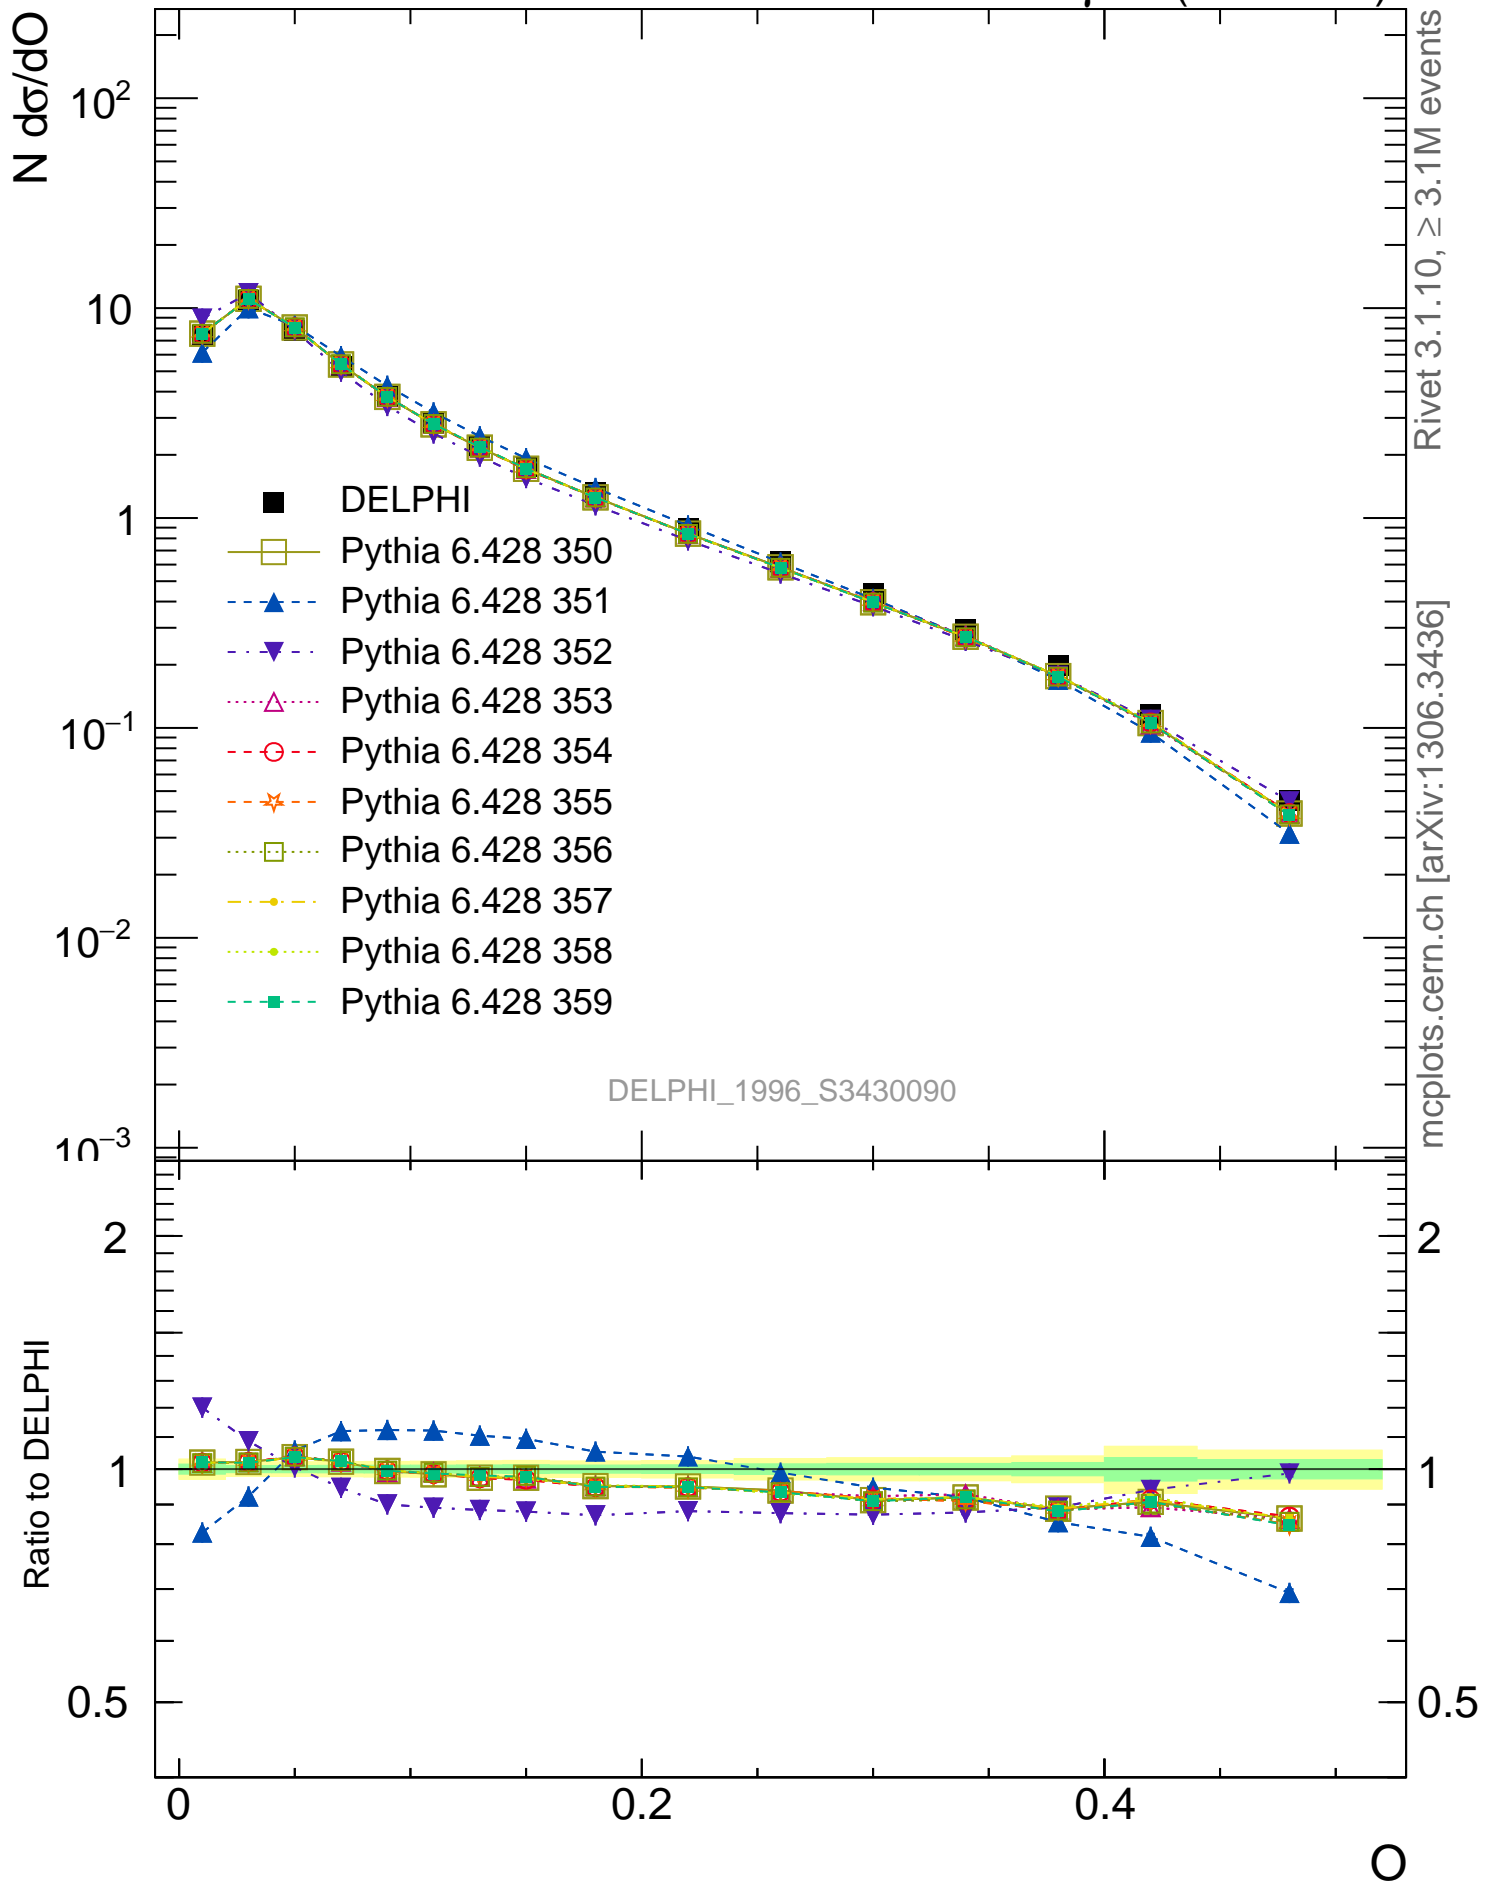 N dσ/dO
10²
10
1
10⁻¹
10⁻²
10⁻³
DELPHI
Pythia 6.428 350
Pythia 6.428 351
Pythia 6.428 352
Pythia 6.428 353
Pythia 6.428 354
Pythia 6.428 355
Pythia 6.428 356
Pythia 6.428 357
Pythia 6.428 358
Pythia 6.428 359
DELPHI_1996_S3430090
Rivet 3.1.10, ≥ 3.1M events
mcplots.cern.ch [arXiv:1306.3436]
Ratio to DELPHI
2
1
0.5
2
1
0.5
0
0.2
0.4
O